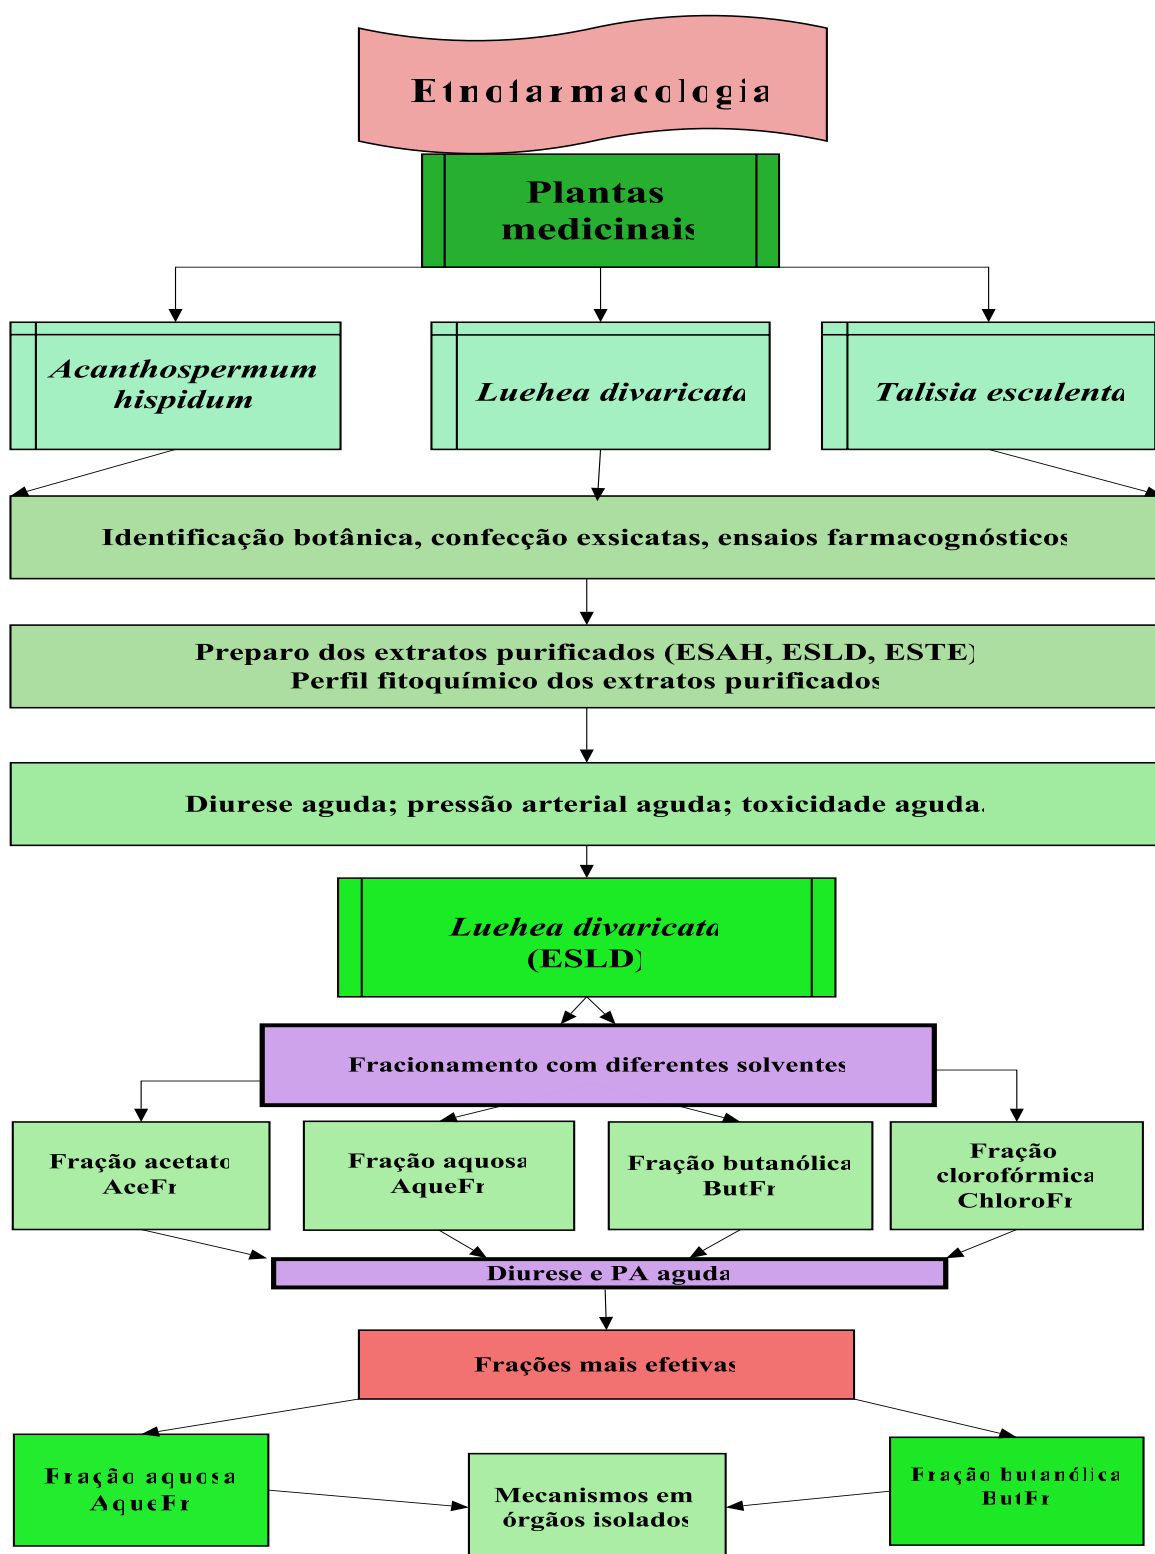 Etnofarmacologia
Plantas
medicinais
Acanthospermum
hispidum
Luehea divaricata
Talisia esculenta
Identificação botânica, confecção exsicatas, ensaios farmacognósticos
Preparo dos extratos purificados (ESAH, ESLD, ESTE)
Perfil fitoquímico dos extratos purificados
Diurese aguda; pressão arterial aguda; toxicidade aguda.
Luehea divaricata
(ESLD)
Fracionamento com diferentes solventes
Fração acetato
AceFr
Fração aquosa
AqueFr
Fração butanólica
ButFr
Fração
clorofórmica
ChloroFr
Diurese e PA aguda
Frações mais efetivas
Fração aquosa
AqueFr
Mecanismos em
órgãos isolados
Fração butanólica
ButFr